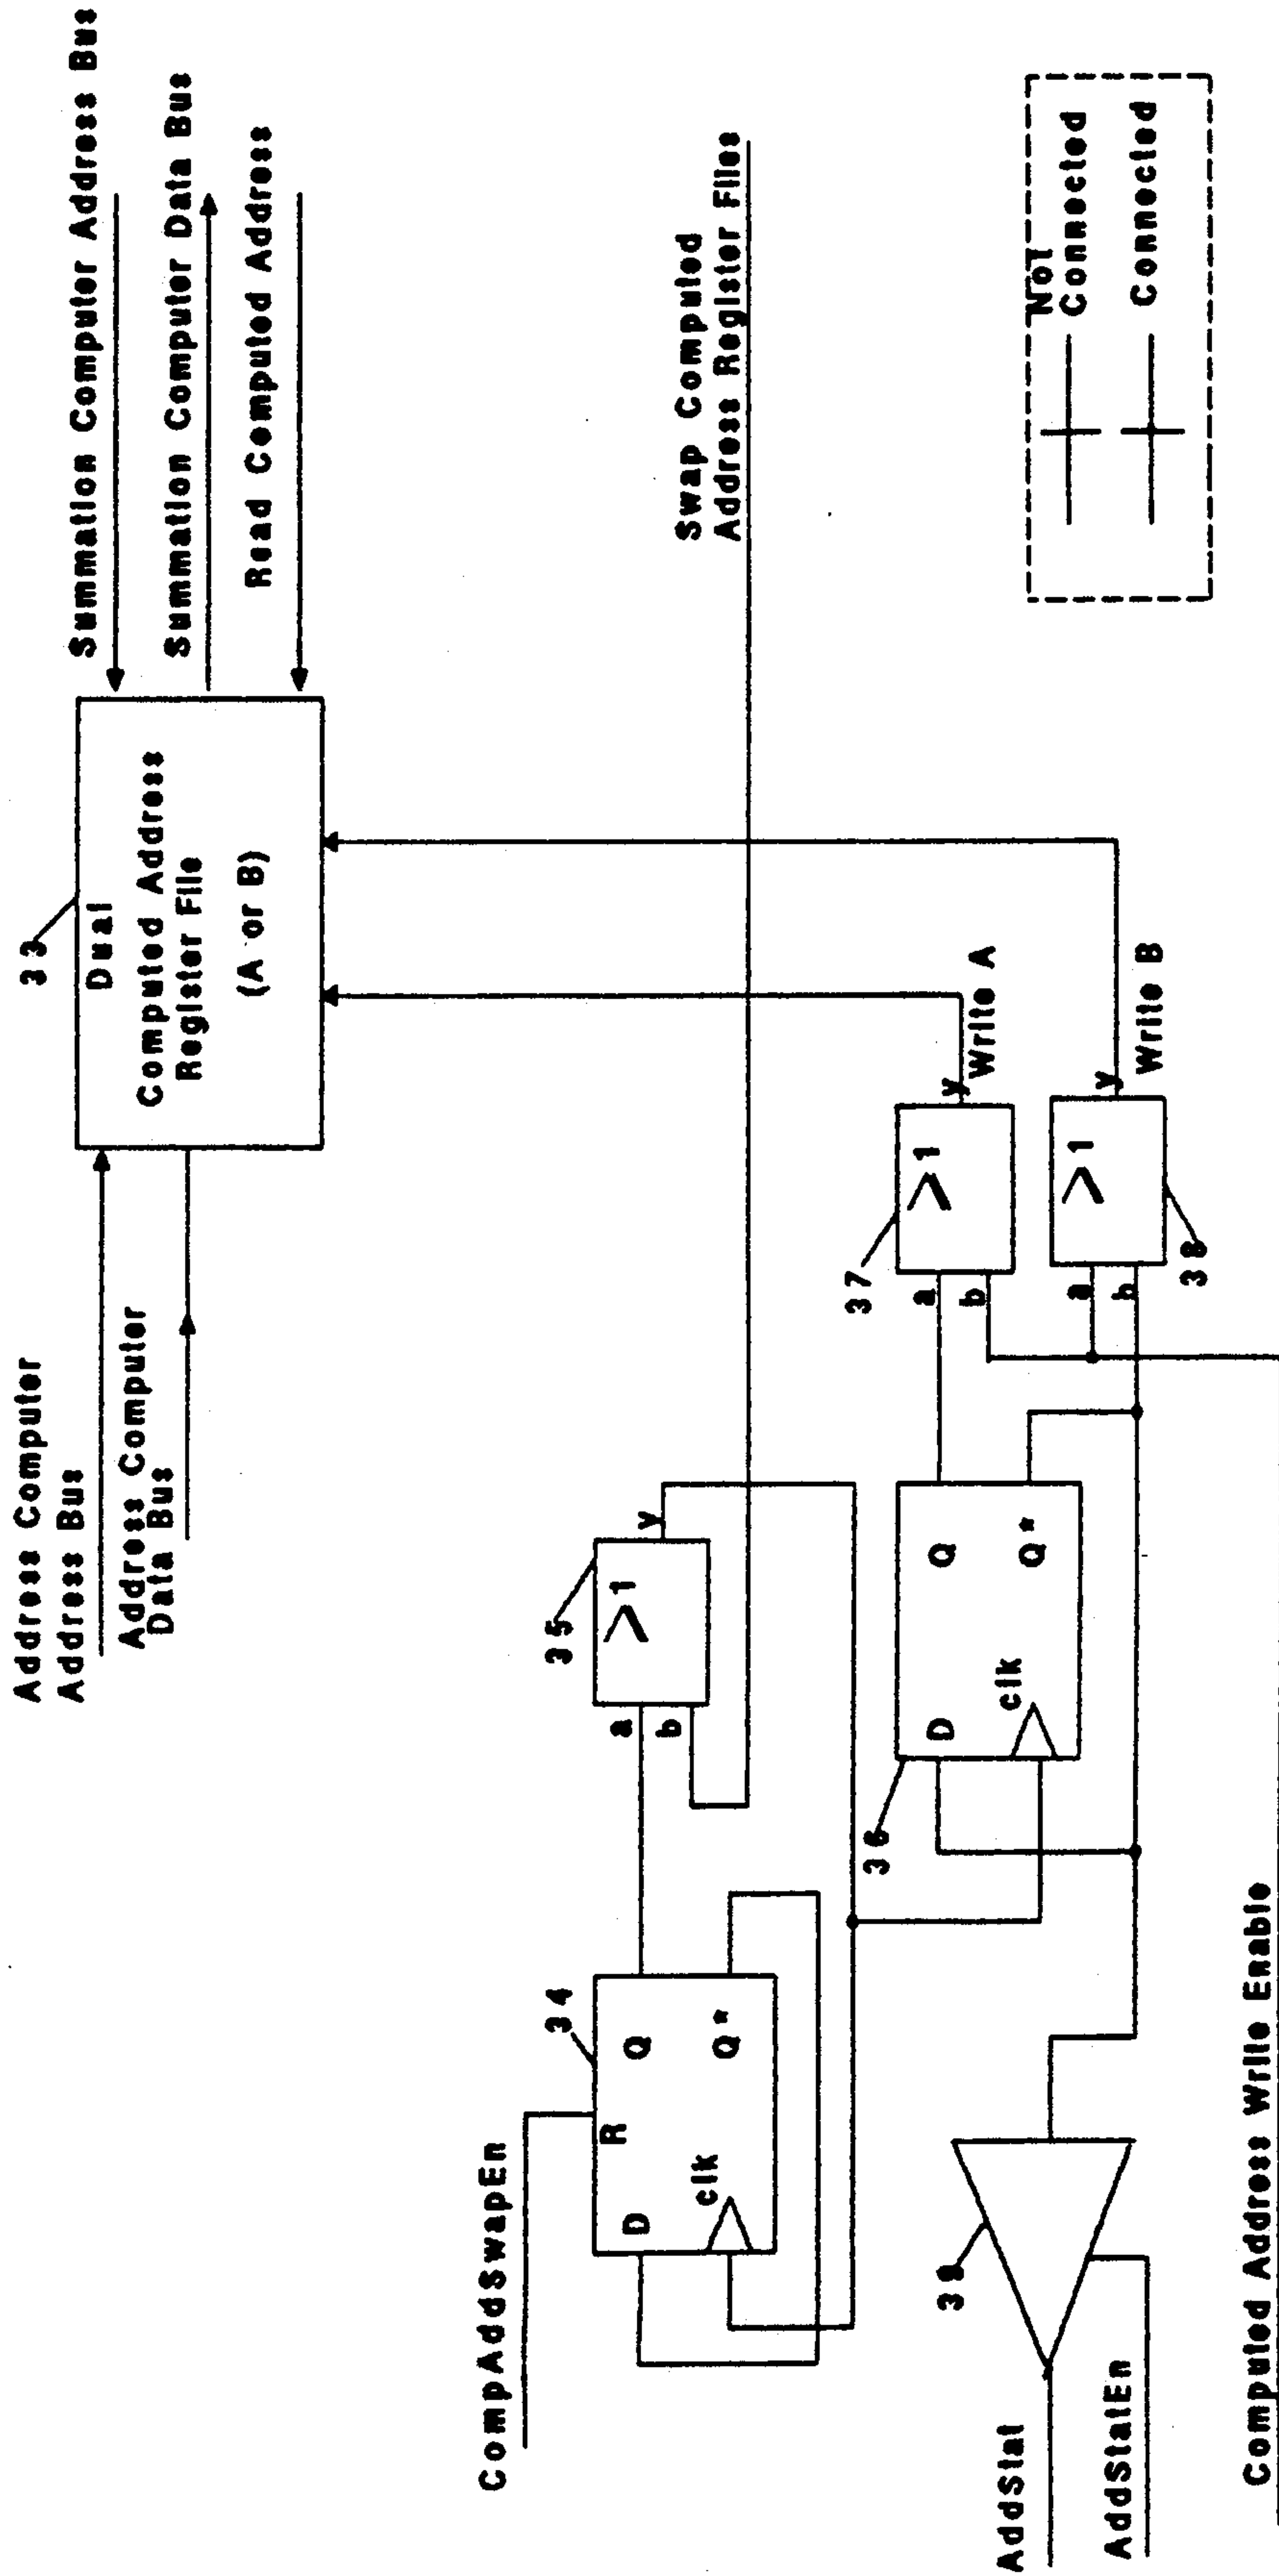 Address Computer
Address Bus
Address Computer
Data Bus
33
Dual
Computed Address
Register File
(A or B)
Summation Computer Address Bus
Summation Computer Data Bus
Read Computed Address
Swap Computed
Address Register Files
CompAddSwapEn
34
R
D
Q
clk
Q*
35
a
b
>1
y
36
D
Q
clk
Q*
37
a
b
>1
y
Write A
38
a
b
>1
y
Write B
39
AddStat
AddStatEn
Computed Address Write Enable
Not
Connected
Connected